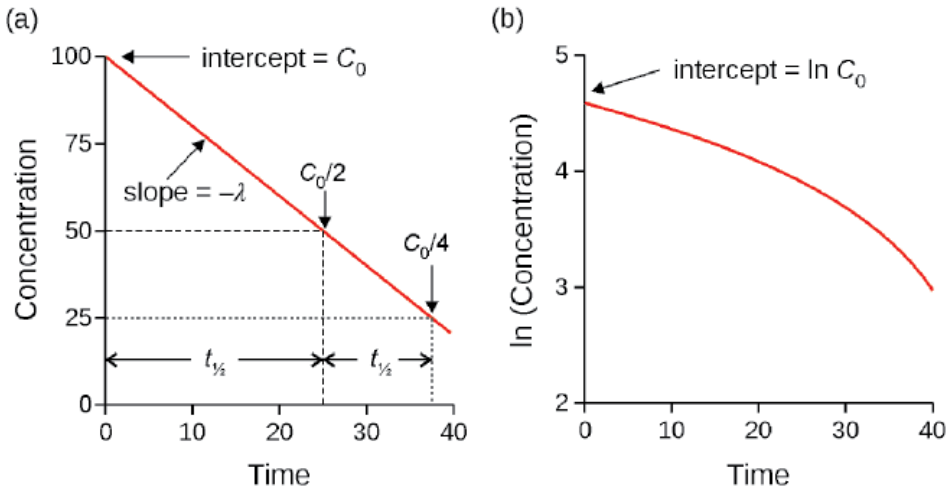 (a)
100
75
50
25
0
0
10
20
30
40
Concentration
Time
intercept = C₀
slope = –λ
C₀/2
C₀/4
t½
t½
(b)
5
4
3
2
0
10
20
30
40
ln (Concentration)
Time
intercept = ln C₀